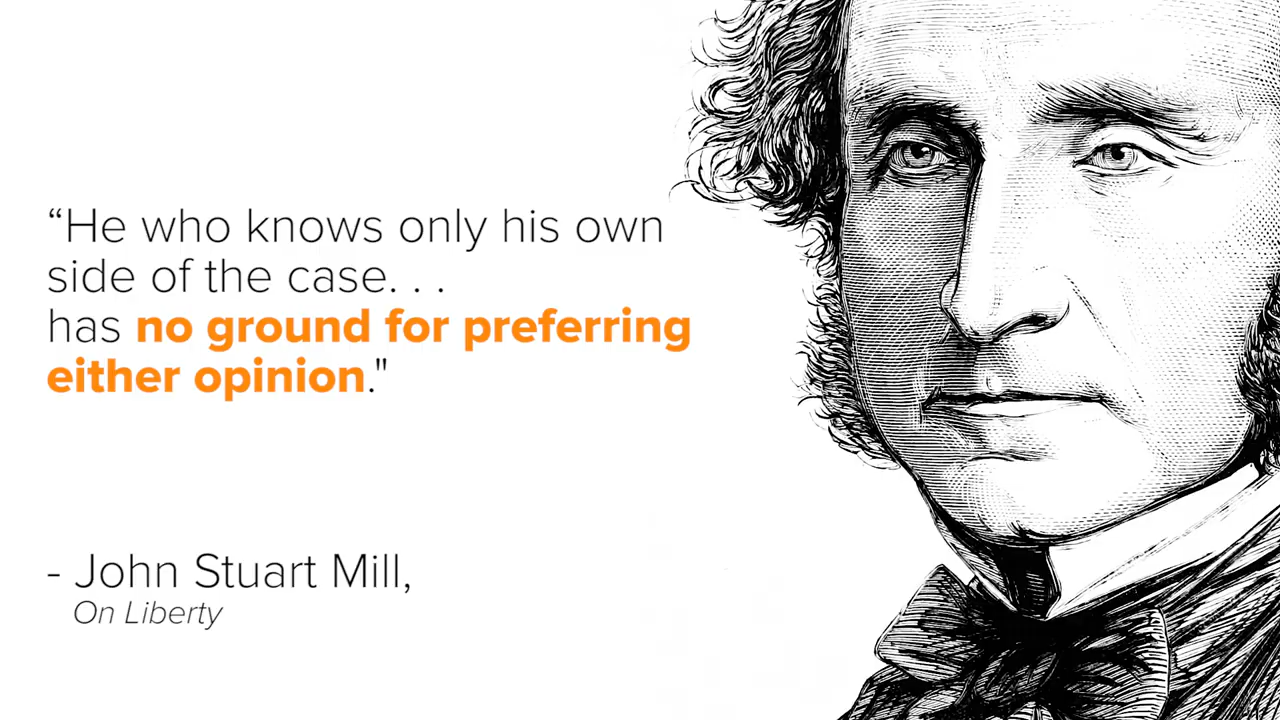 “He who knows only his own
side of the case. . .
has no ground for preferring
either opinion."
- John Stuart Mill,
On Liberty